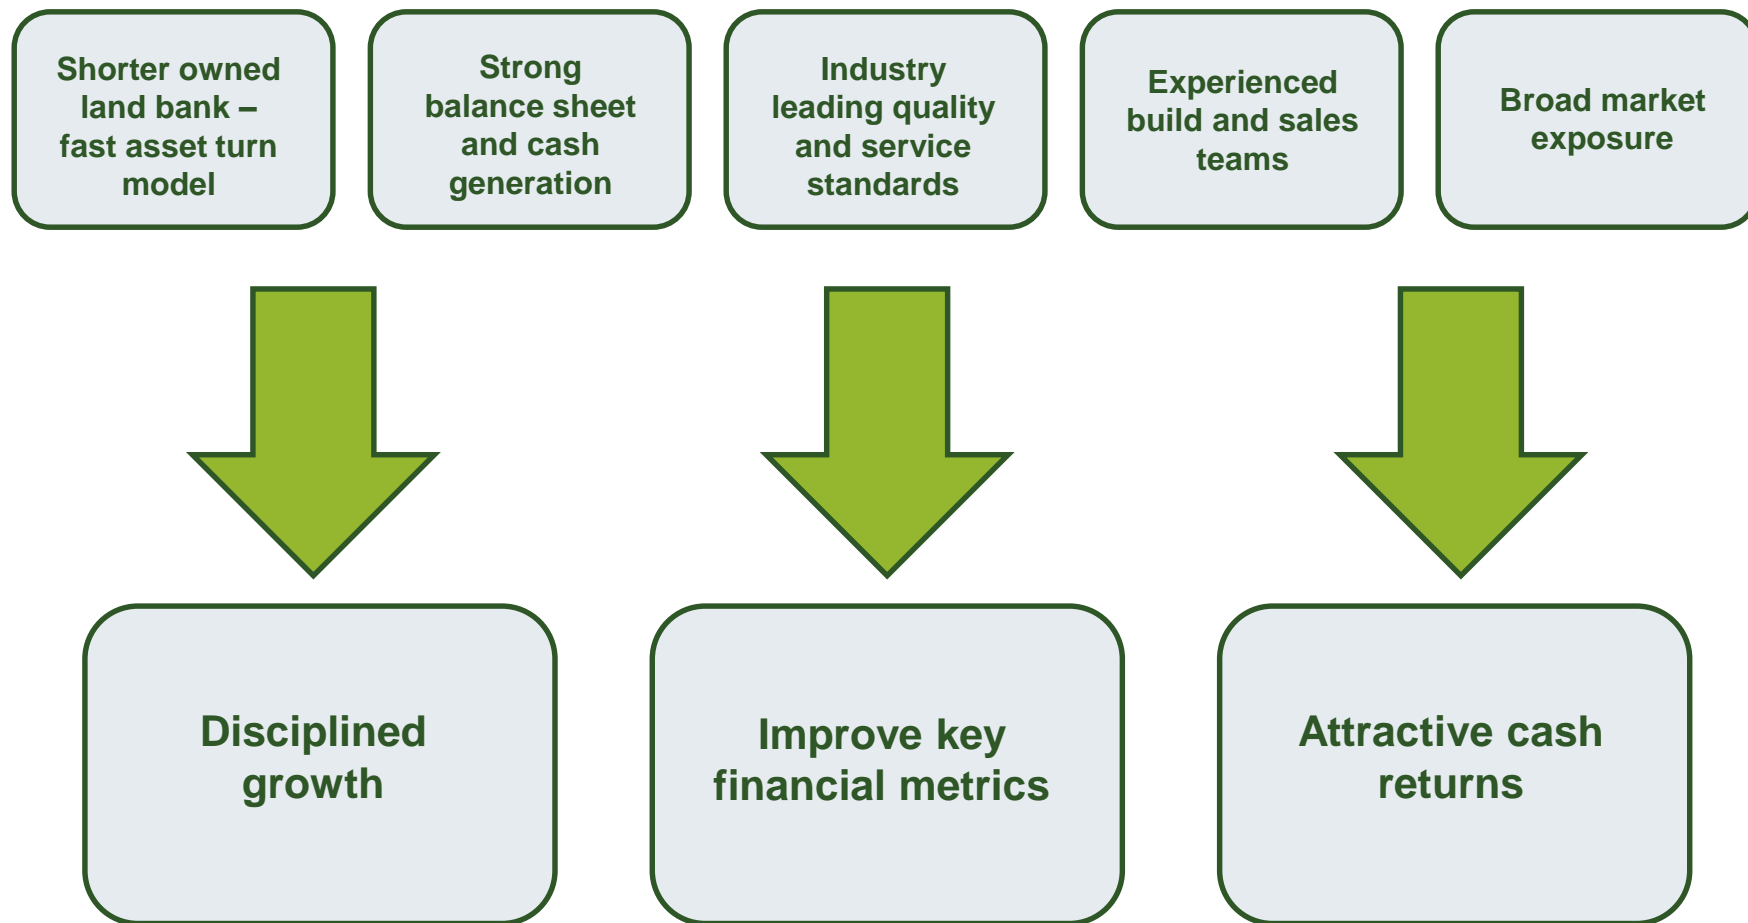 Shorter owned
land bank –
fast asset turn
model
Strong
balance sheet
and cash
generation
Industry
leading quality
and service
standards
Experienced
build and sales
teams
Broad market
exposure
Disciplined
growth
Improve key
financial metrics
Attractive cash
returns